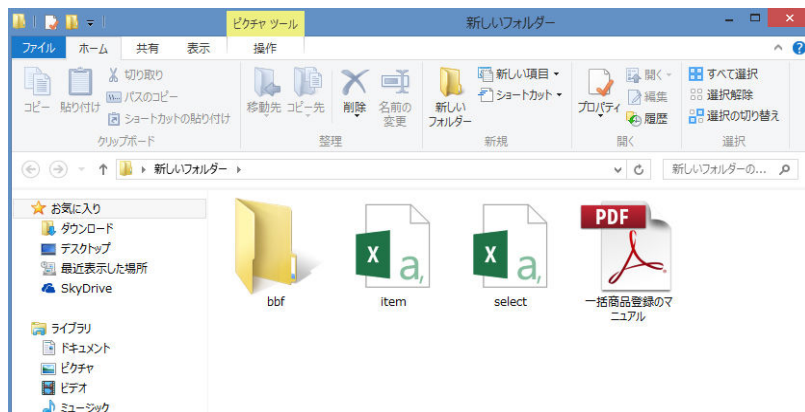 ピクチャ ツール
新しいフォルダー
ファイル ホーム 共有 表示 操作
コピー
貼り付け
切り取り
パスのコピー
ショートカットの貼り付け
クリップボード
移動先
コピー先
削除
名前の
変更
整理
新しい
フォルダー
新しい項目
ショートカット
新規
プロパティ
開く
編集
履歴
開く
すべて選択
選択解除
選択の切り替え
選択
新しいフォルダー
新しいフォルダーの...
お気に入り
ダウンロード
デスクトップ
最近表示した場所
SkyDrive
ライブラリ
ドキュメント
ピクチャ
ビデオ
ミュージック
bbf
X a,
item
X a,
select
PDF
一括商品登録のマ
ニュアル